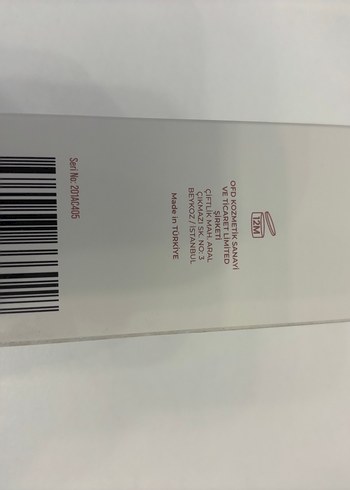 12M
OFD KOZMETİK SANAYİ
VE TİCARET LİMİTED
ŞİRKETİ
ÇİFTLİK MAH. ARAL
ÇIKMAZI SK. NO: 3
BEYKOZ / İSTANBUL
Made in TÜRKİYE
Seri No: 201AC405